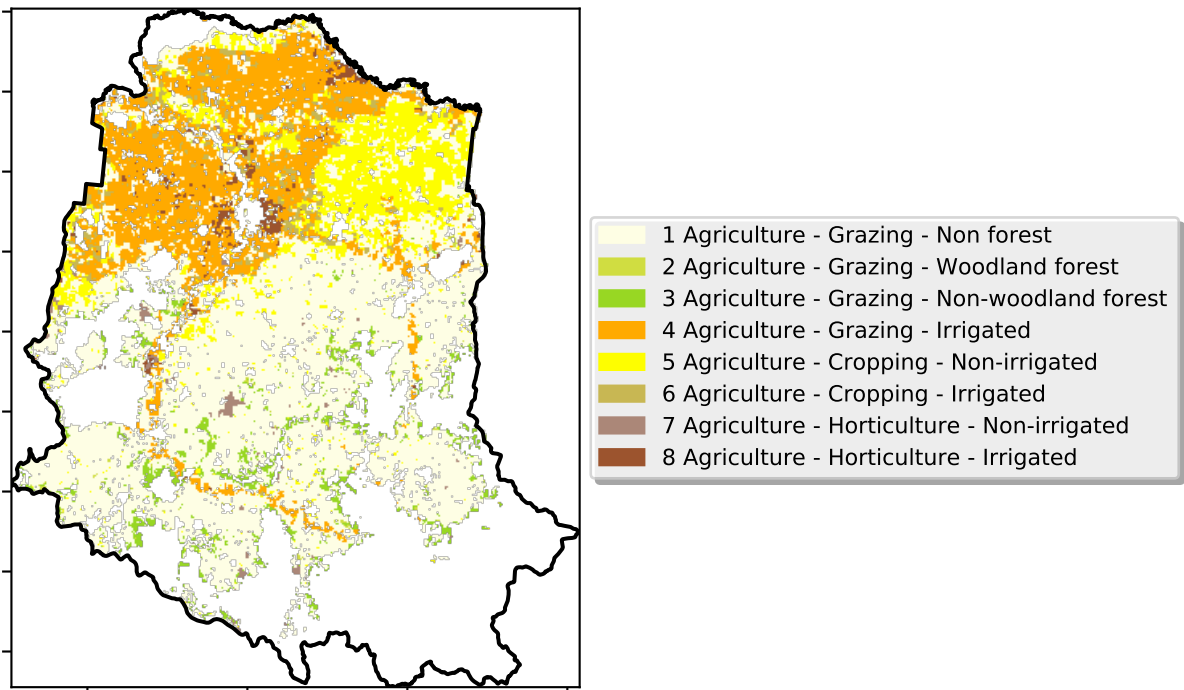 1 Agriculture - Grazing - Non forest
2 Agriculture - Grazing - Woodland forest
3 Agriculture - Grazing - Non-woodland forest
4 Agriculture - Grazing - Irrigated
5 Agriculture - Cropping - Non-irrigated
6 Agriculture - Cropping - Irrigated
7 Agriculture - Horticulture - Non-irrigated
8 Agriculture - Horticulture - Irrigated